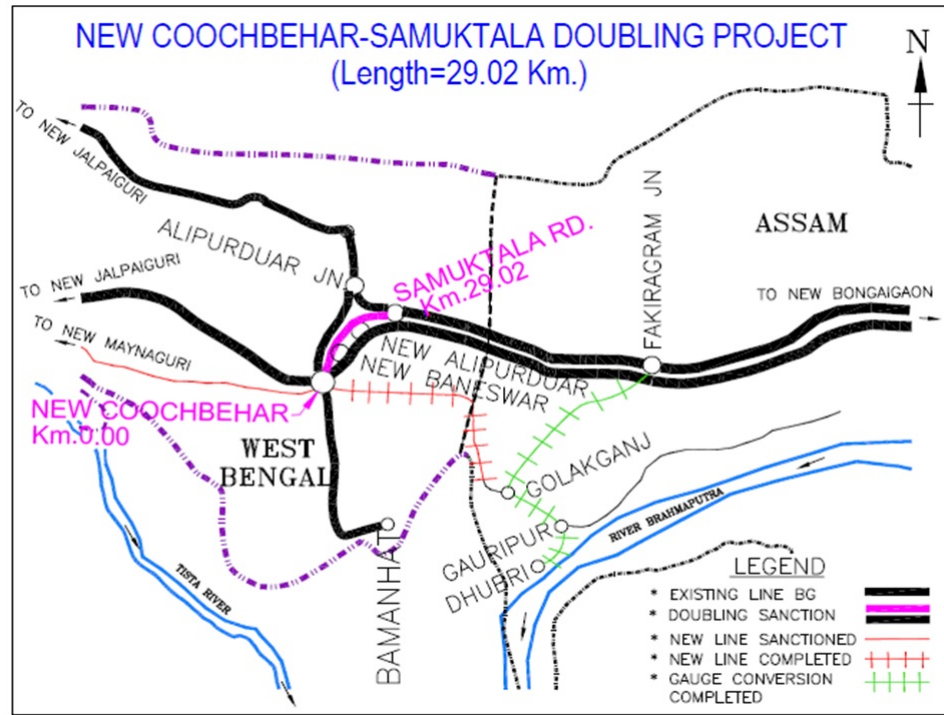 NEW COOCHBEHAR-SAMUKTALA DOUBLING PROJECT
(Length=29.02 Km.)
N
TO NEW JALPAIGURI
ALIPURDUAR JN
SAMUKTALA RD.
Km.29.02
FAKIRAGRAM JN
ASSAM
TO NEW JALPAIGURI
TO NEW BONGAIGAON
TO NEW MAYNAGURI
NEW ALIPURDUAR
NEW BANESWAR
NEW COOCHBEHAR
Km.0.00
WEST
BENGAL
GOLAKGANJ
GAURIPUR
DHUBRI
RIVER BRAHMAPUTRA
TISTA RIVER
BAMANHAT
LEGEND
* EXISTING LINE BG
* DOUBLING SANCTION
* NEW LINE SANCTIONED
* NEW LINE COMPLETED
* GAUGE CONVERSION
COMPLETED